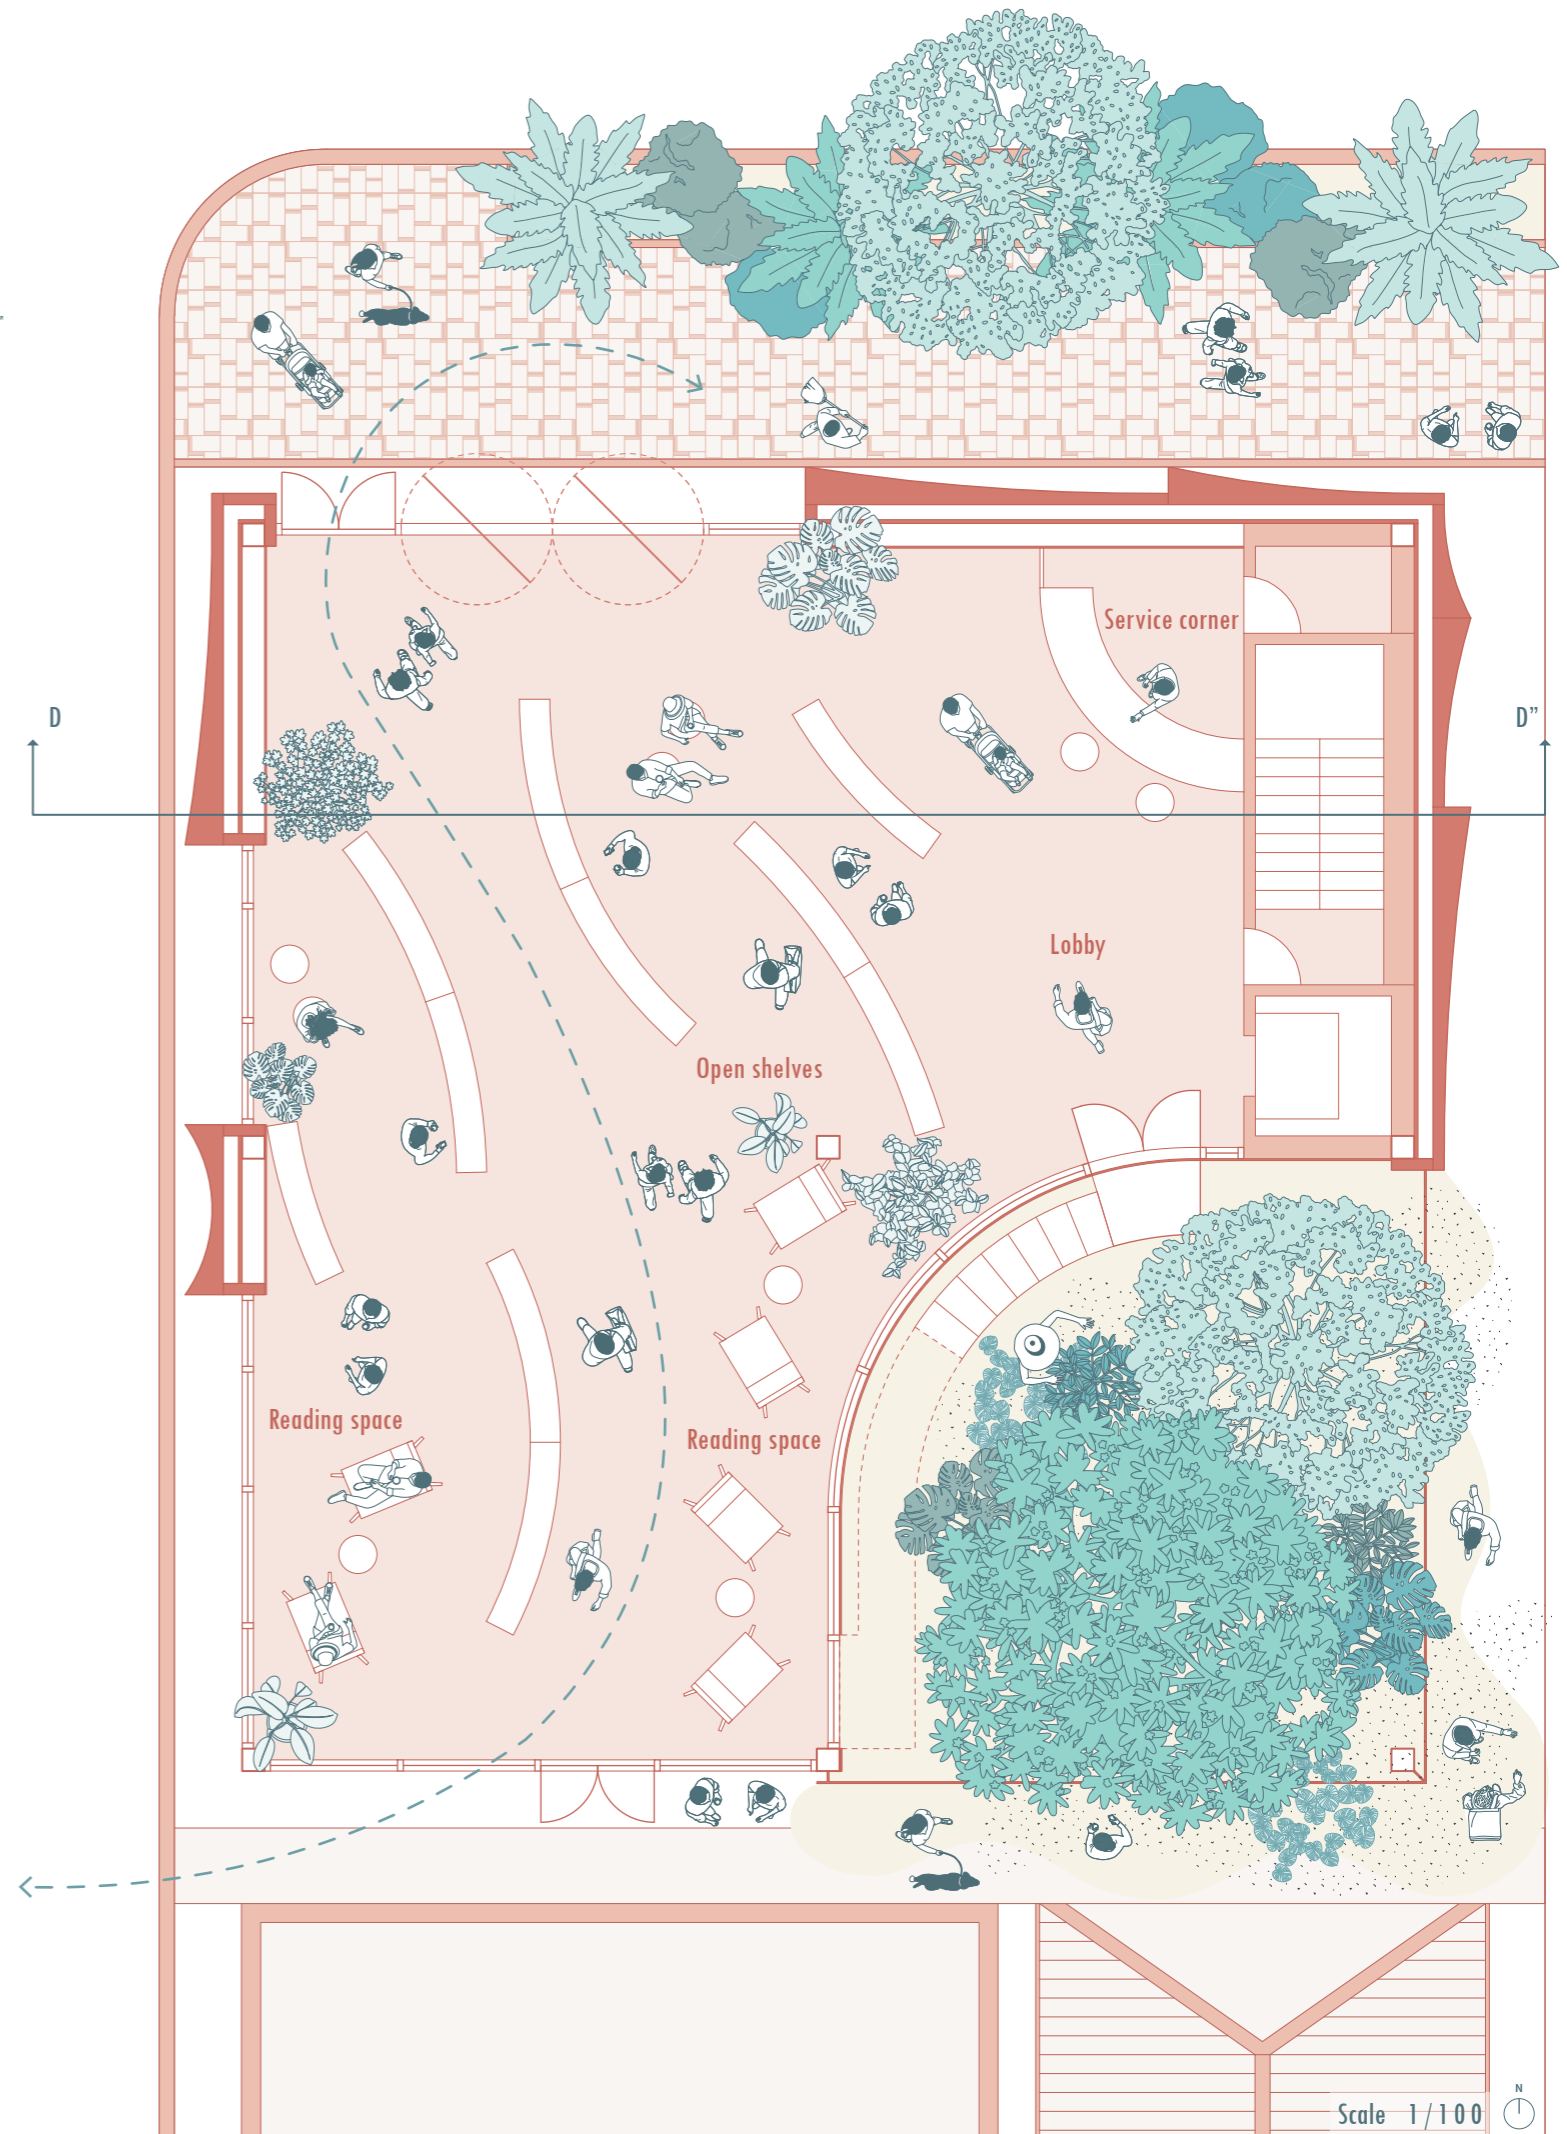 Service corner
D
D”
Lobby
Open shelves
Reading space
Reading space
N
Scale 1/100